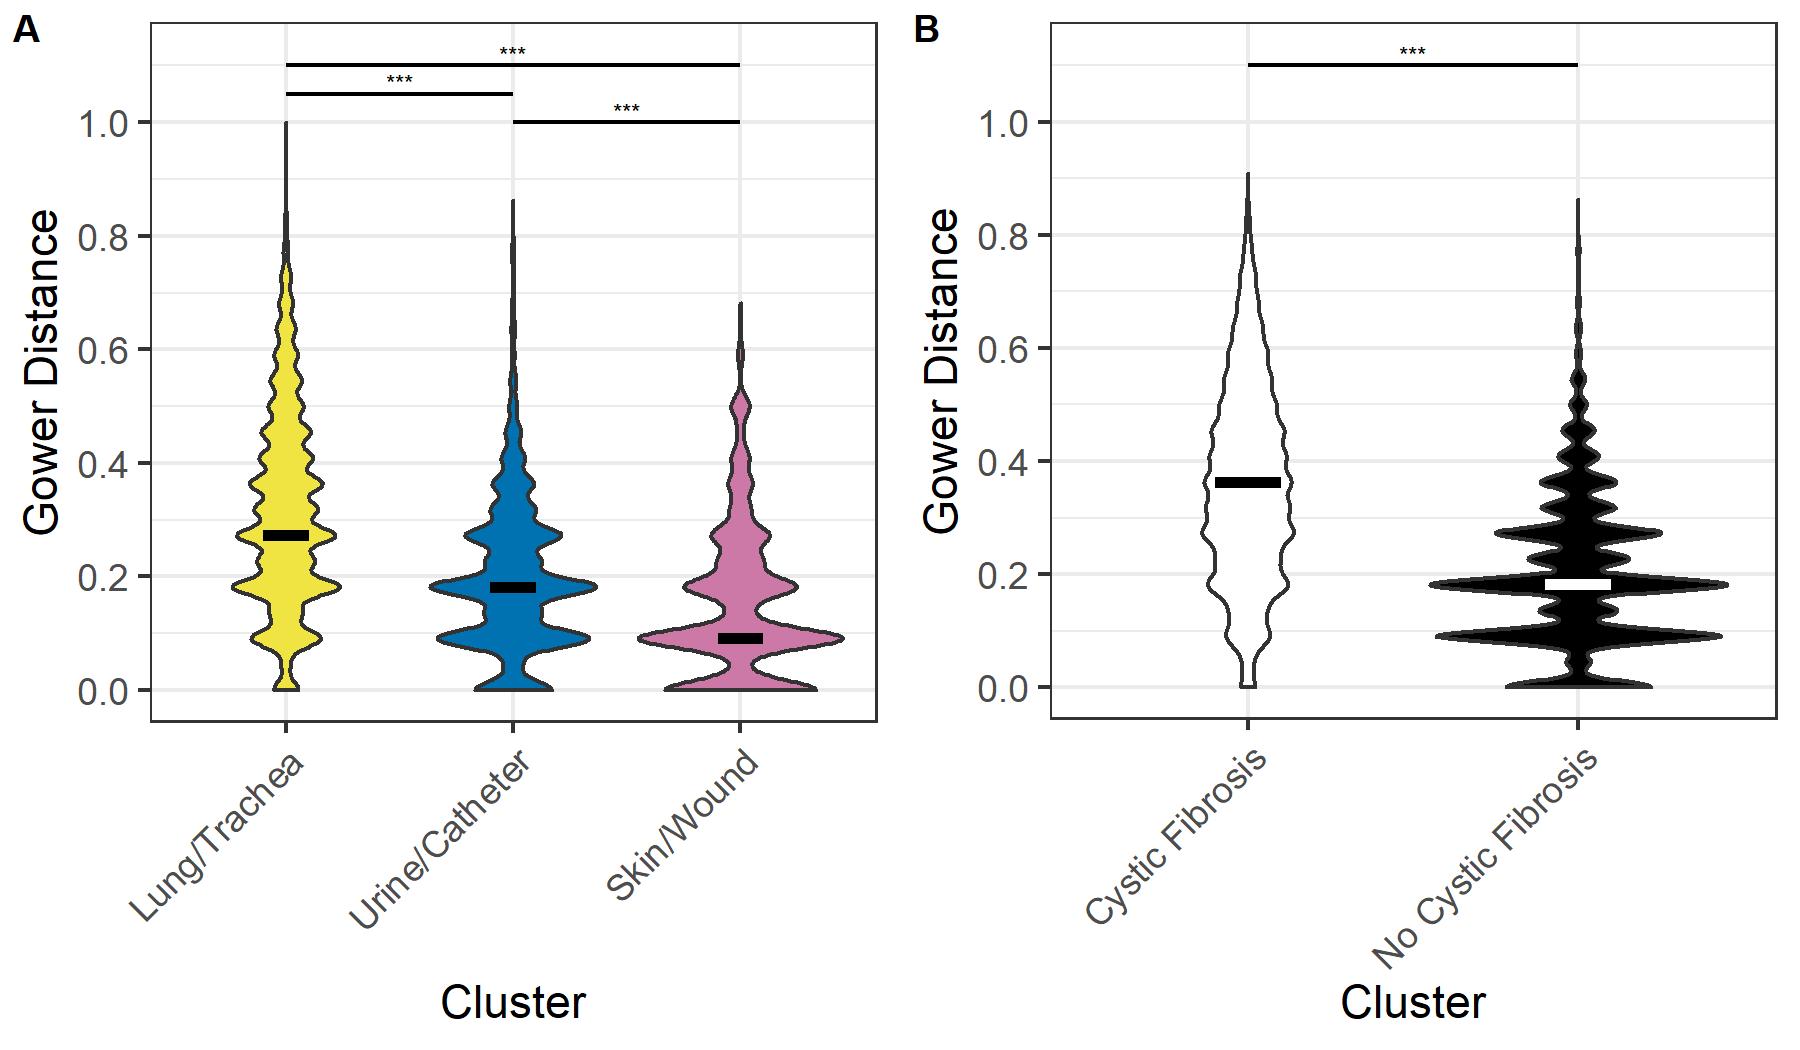 A
***
***
***
1.0
0.8
0.6
0.4
0.2
0.0
Gower Distance
Lung/Trachea
Urine/Catheter
Skin/Wound
Cluster
B
***
1.0
0.8
0.6
0.4
0.2
0.0
Gower Distance
Cystic Fibrosis
No Cystic Fibrosis
Cluster